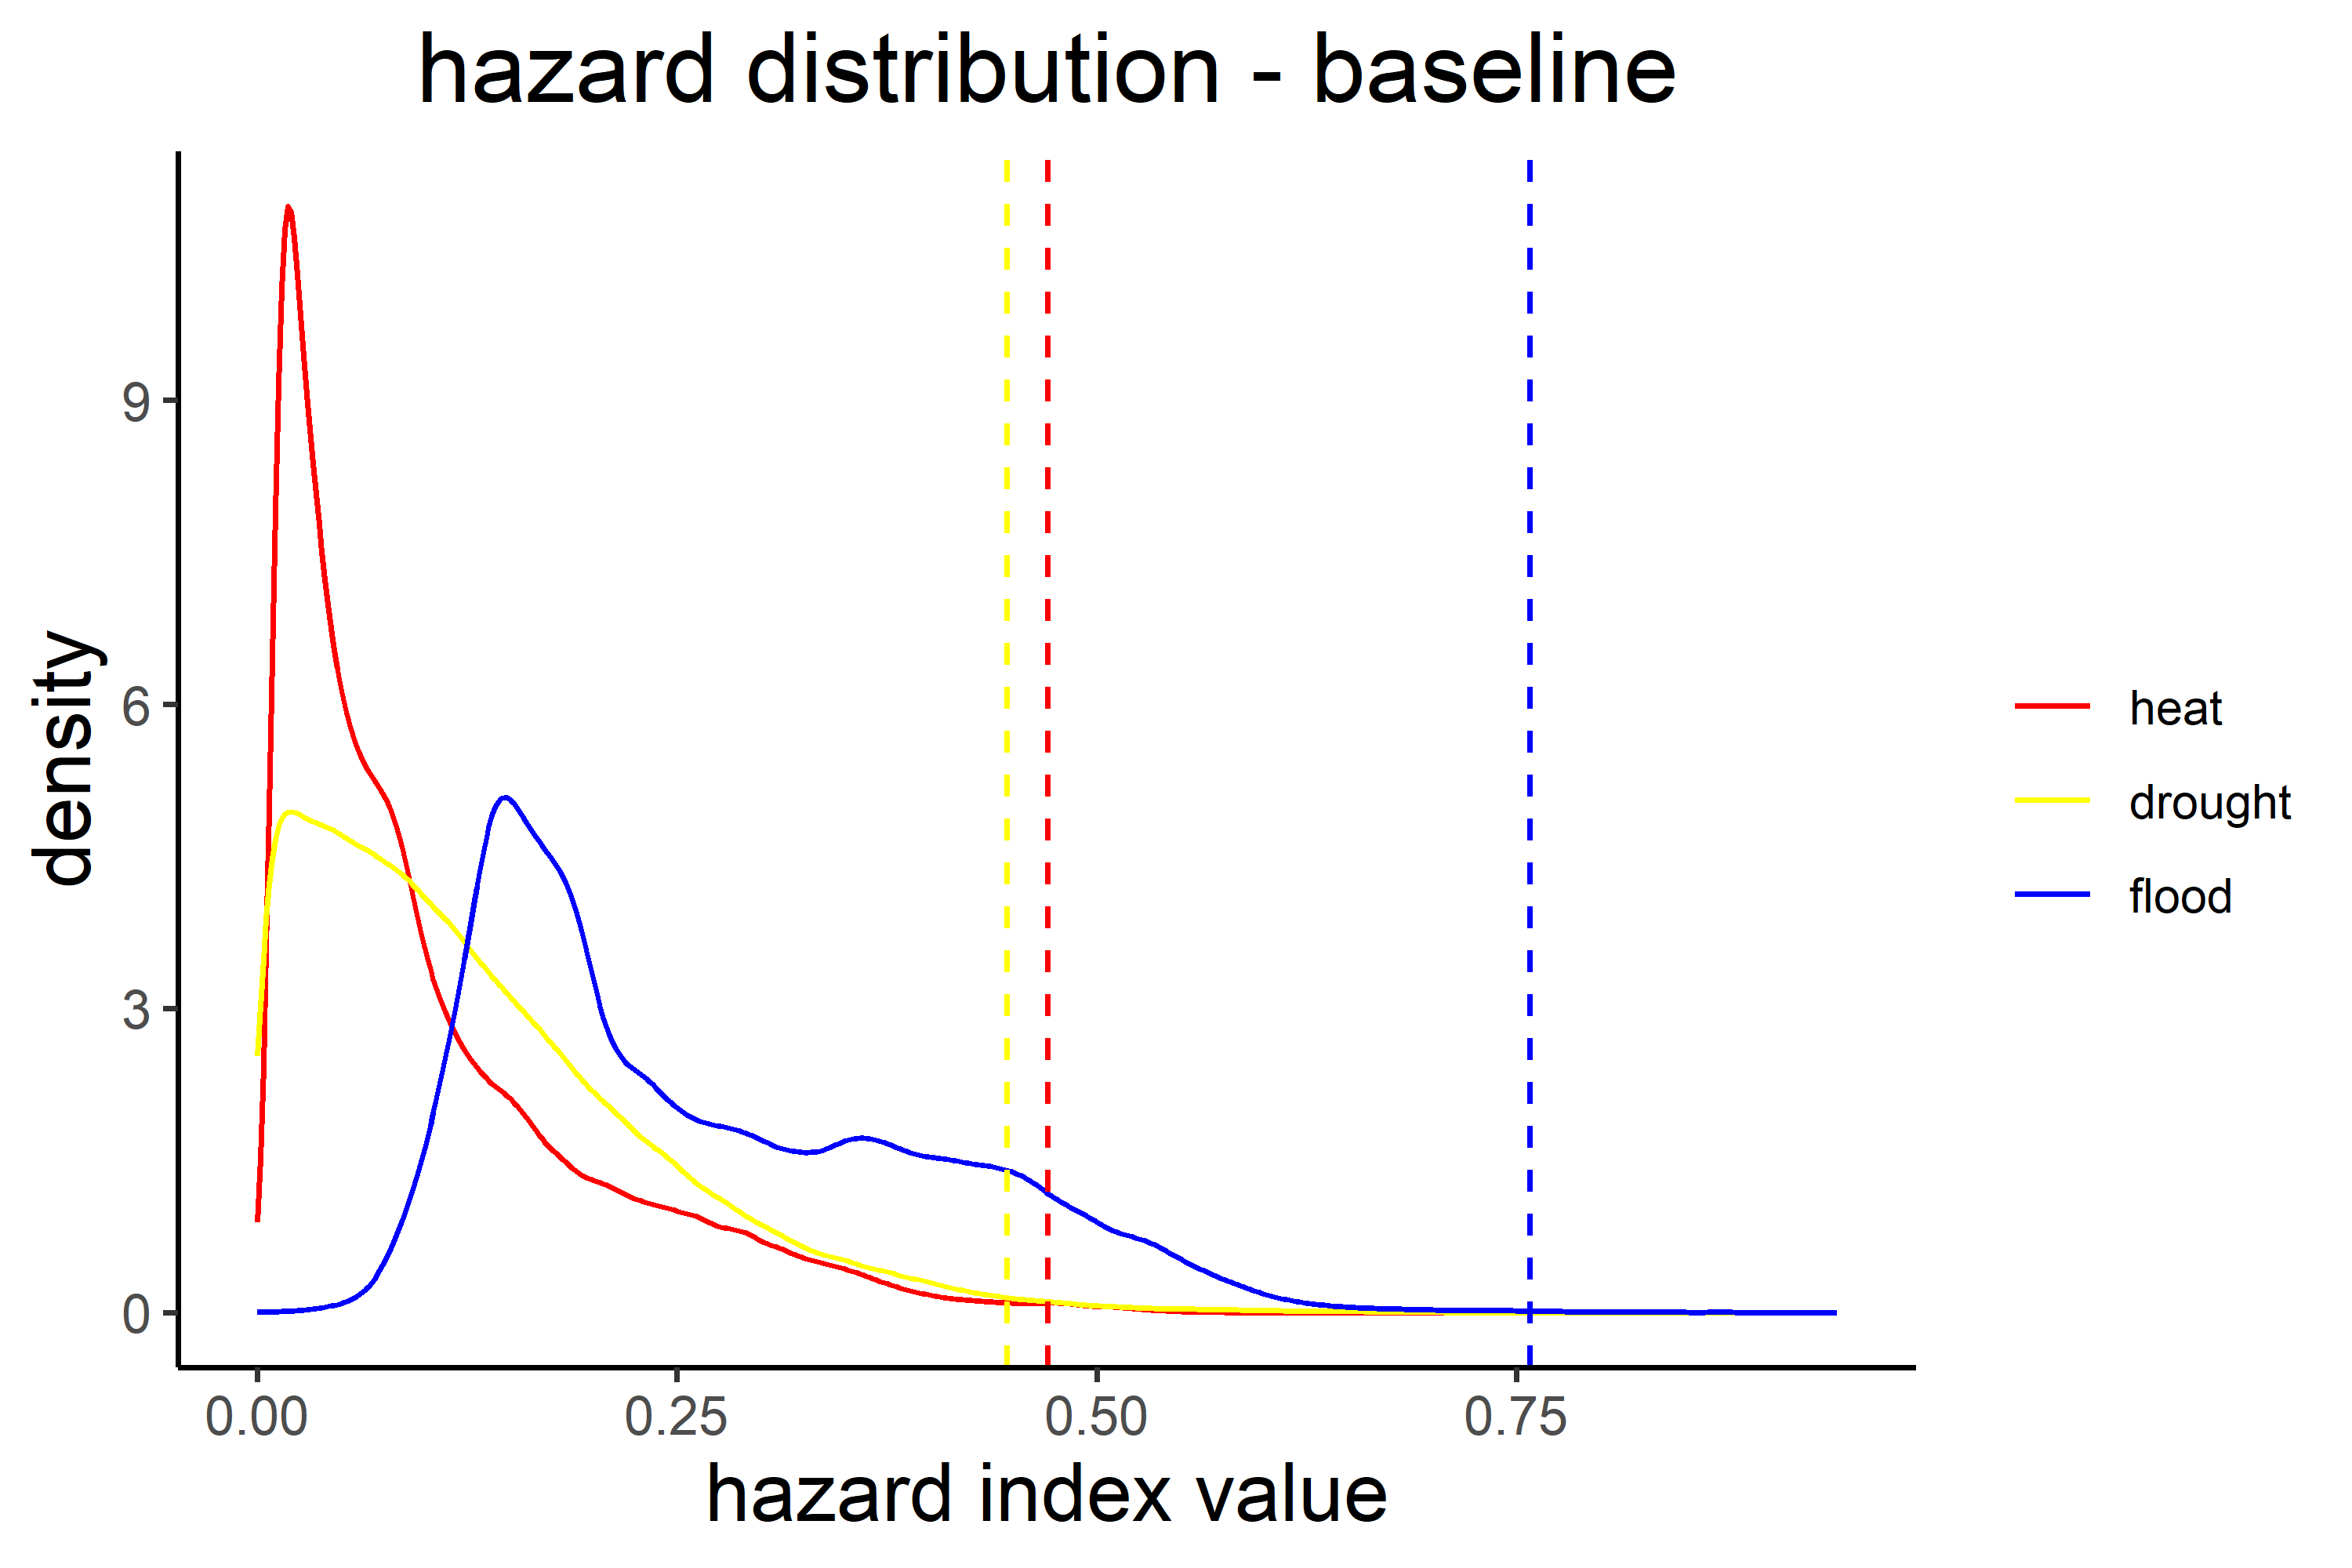 hazard distribution - baseline
density
9
6
3
0
0.00 0.25 0.50 0.75
hazard index value
heat
drought
flood